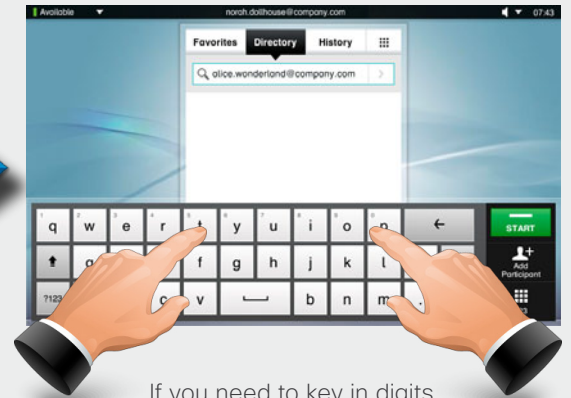 Available norah.dollhouse@company.com 07:43
Favorites Directory History
alice.wonderland@company.com
q w e r t y u i o p
START
f g h j k l
Add
Participant
?123 c v b n m .
If you need to key in digits